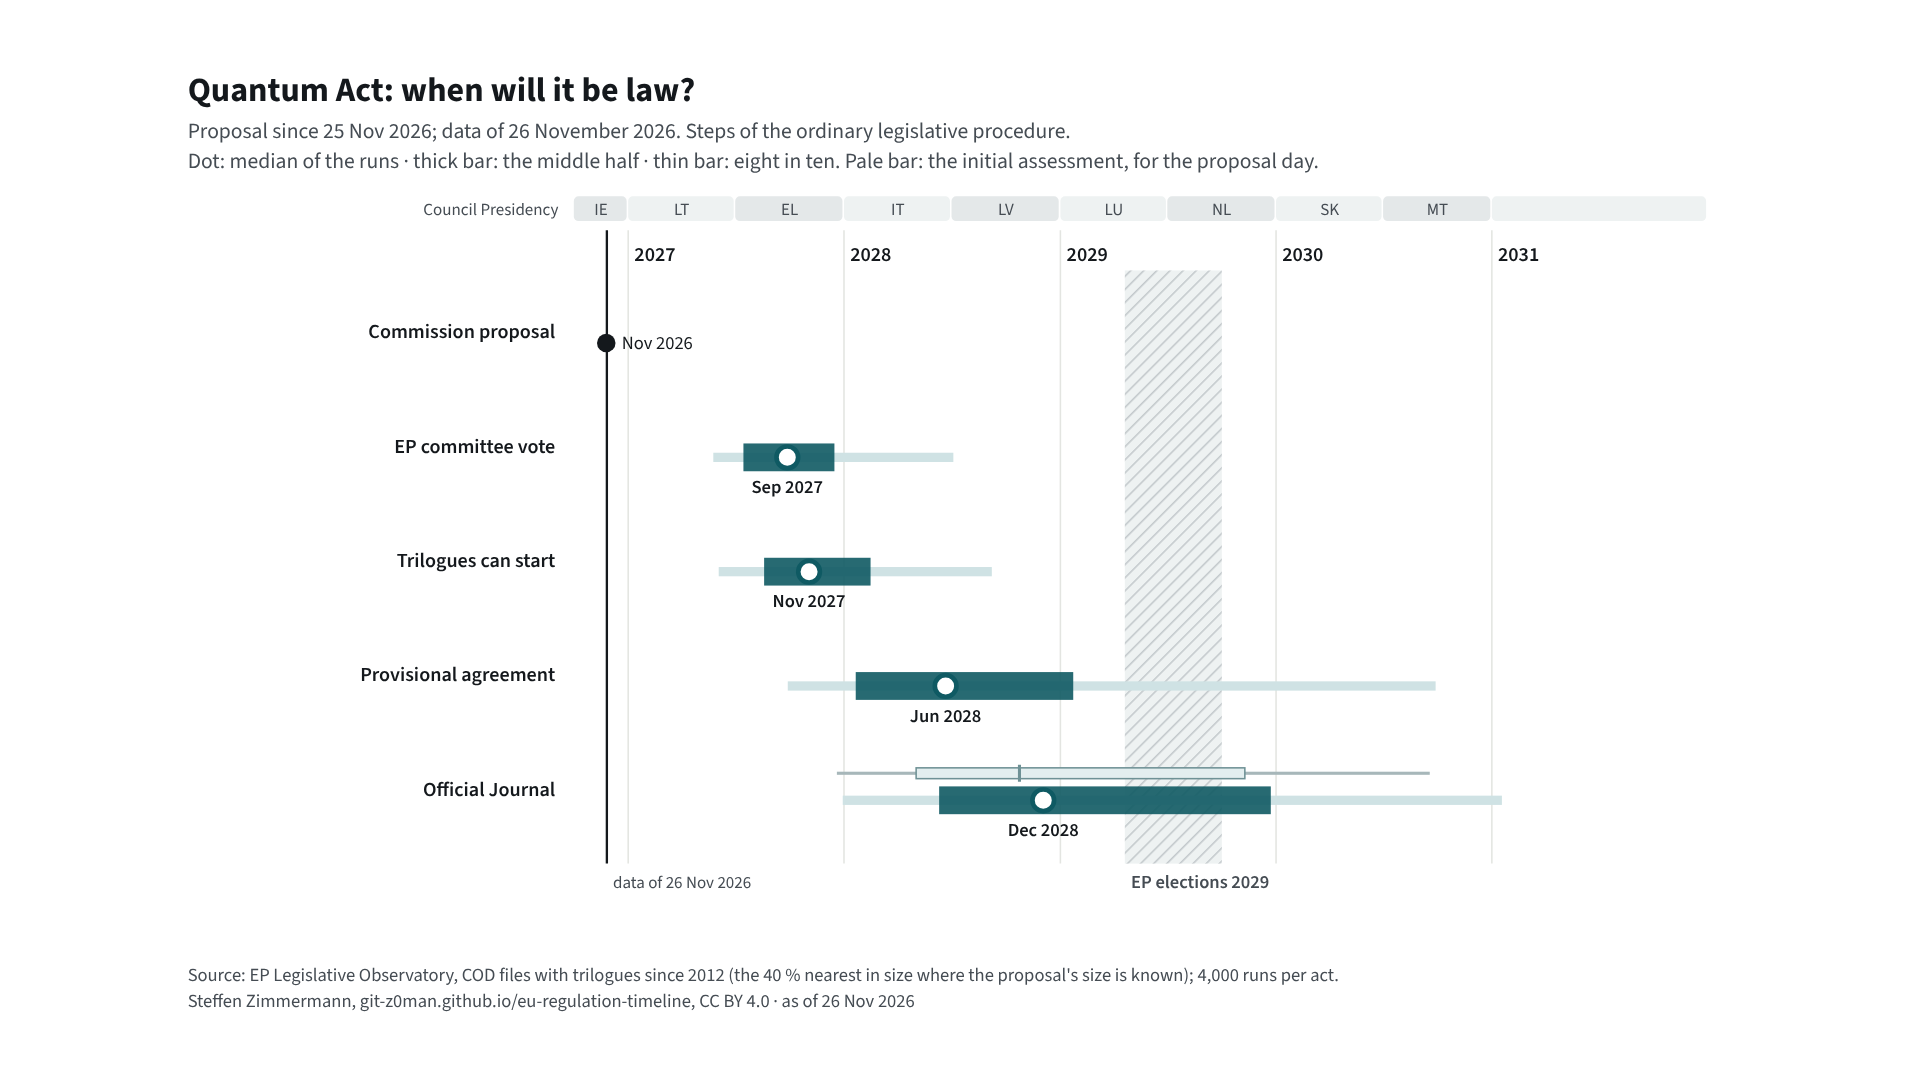 Quantum Act: when will it be law?
Proposal since 25 Nov 2026; data of 26 November 2026. Steps of the ordinary legislative procedure.
Dot: median of the runs · thick bar: the middle half · thin bar: eight in ten. Pale bar: the initial assessment, for the proposal day.
Council Presidency IE LT EL IT LV LU NL SK MT
2027 2028 2029 2030 2031
Commission proposal
Nov 2026
EP committee vote
Sep 2027
Trilogues can start
Nov 2027
Provisional agreement
Jun 2028
Official Journal
Dec 2028
data of 26 Nov 2026 EP elections 2029
Source: EP Legislative Observatory, COD files with trilogues since 2012 (the 40 % nearest in size where the proposal's size is known); 4,000 runs per act.
Steffen Zimmermann, git-z0man.github.io/eu-regulation-timeline, CC BY 4.0 · as of 26 Nov 2026